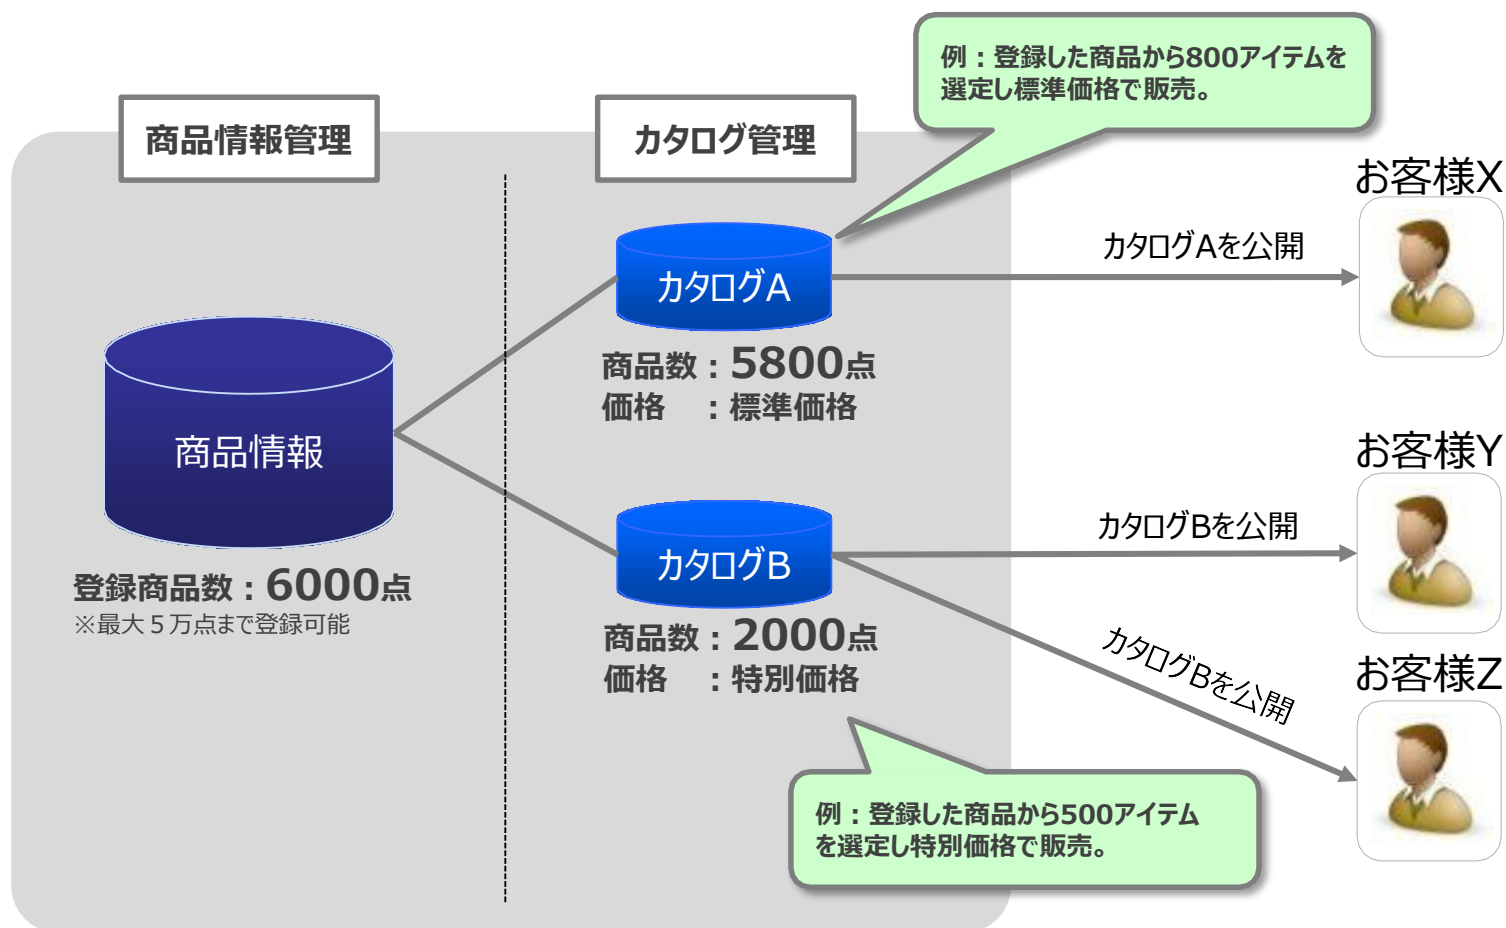 例：登録した商品から800アイテムを
選定し標準価格で販売。
商品情報管理
カタログ管理
お客様X
カタログA
カタログAを公開
商品数：5800点
価格　：標準価格
商品情報
登録商品数：6000点
※最大５万点まで登録可能
お客様Y
カタログB
カタログBを公開
商品数：2000点
価格　：特別価格
カタログBを公開
お客様Z
例：登録した商品から500アイテム
を選定し特別価格で販売。